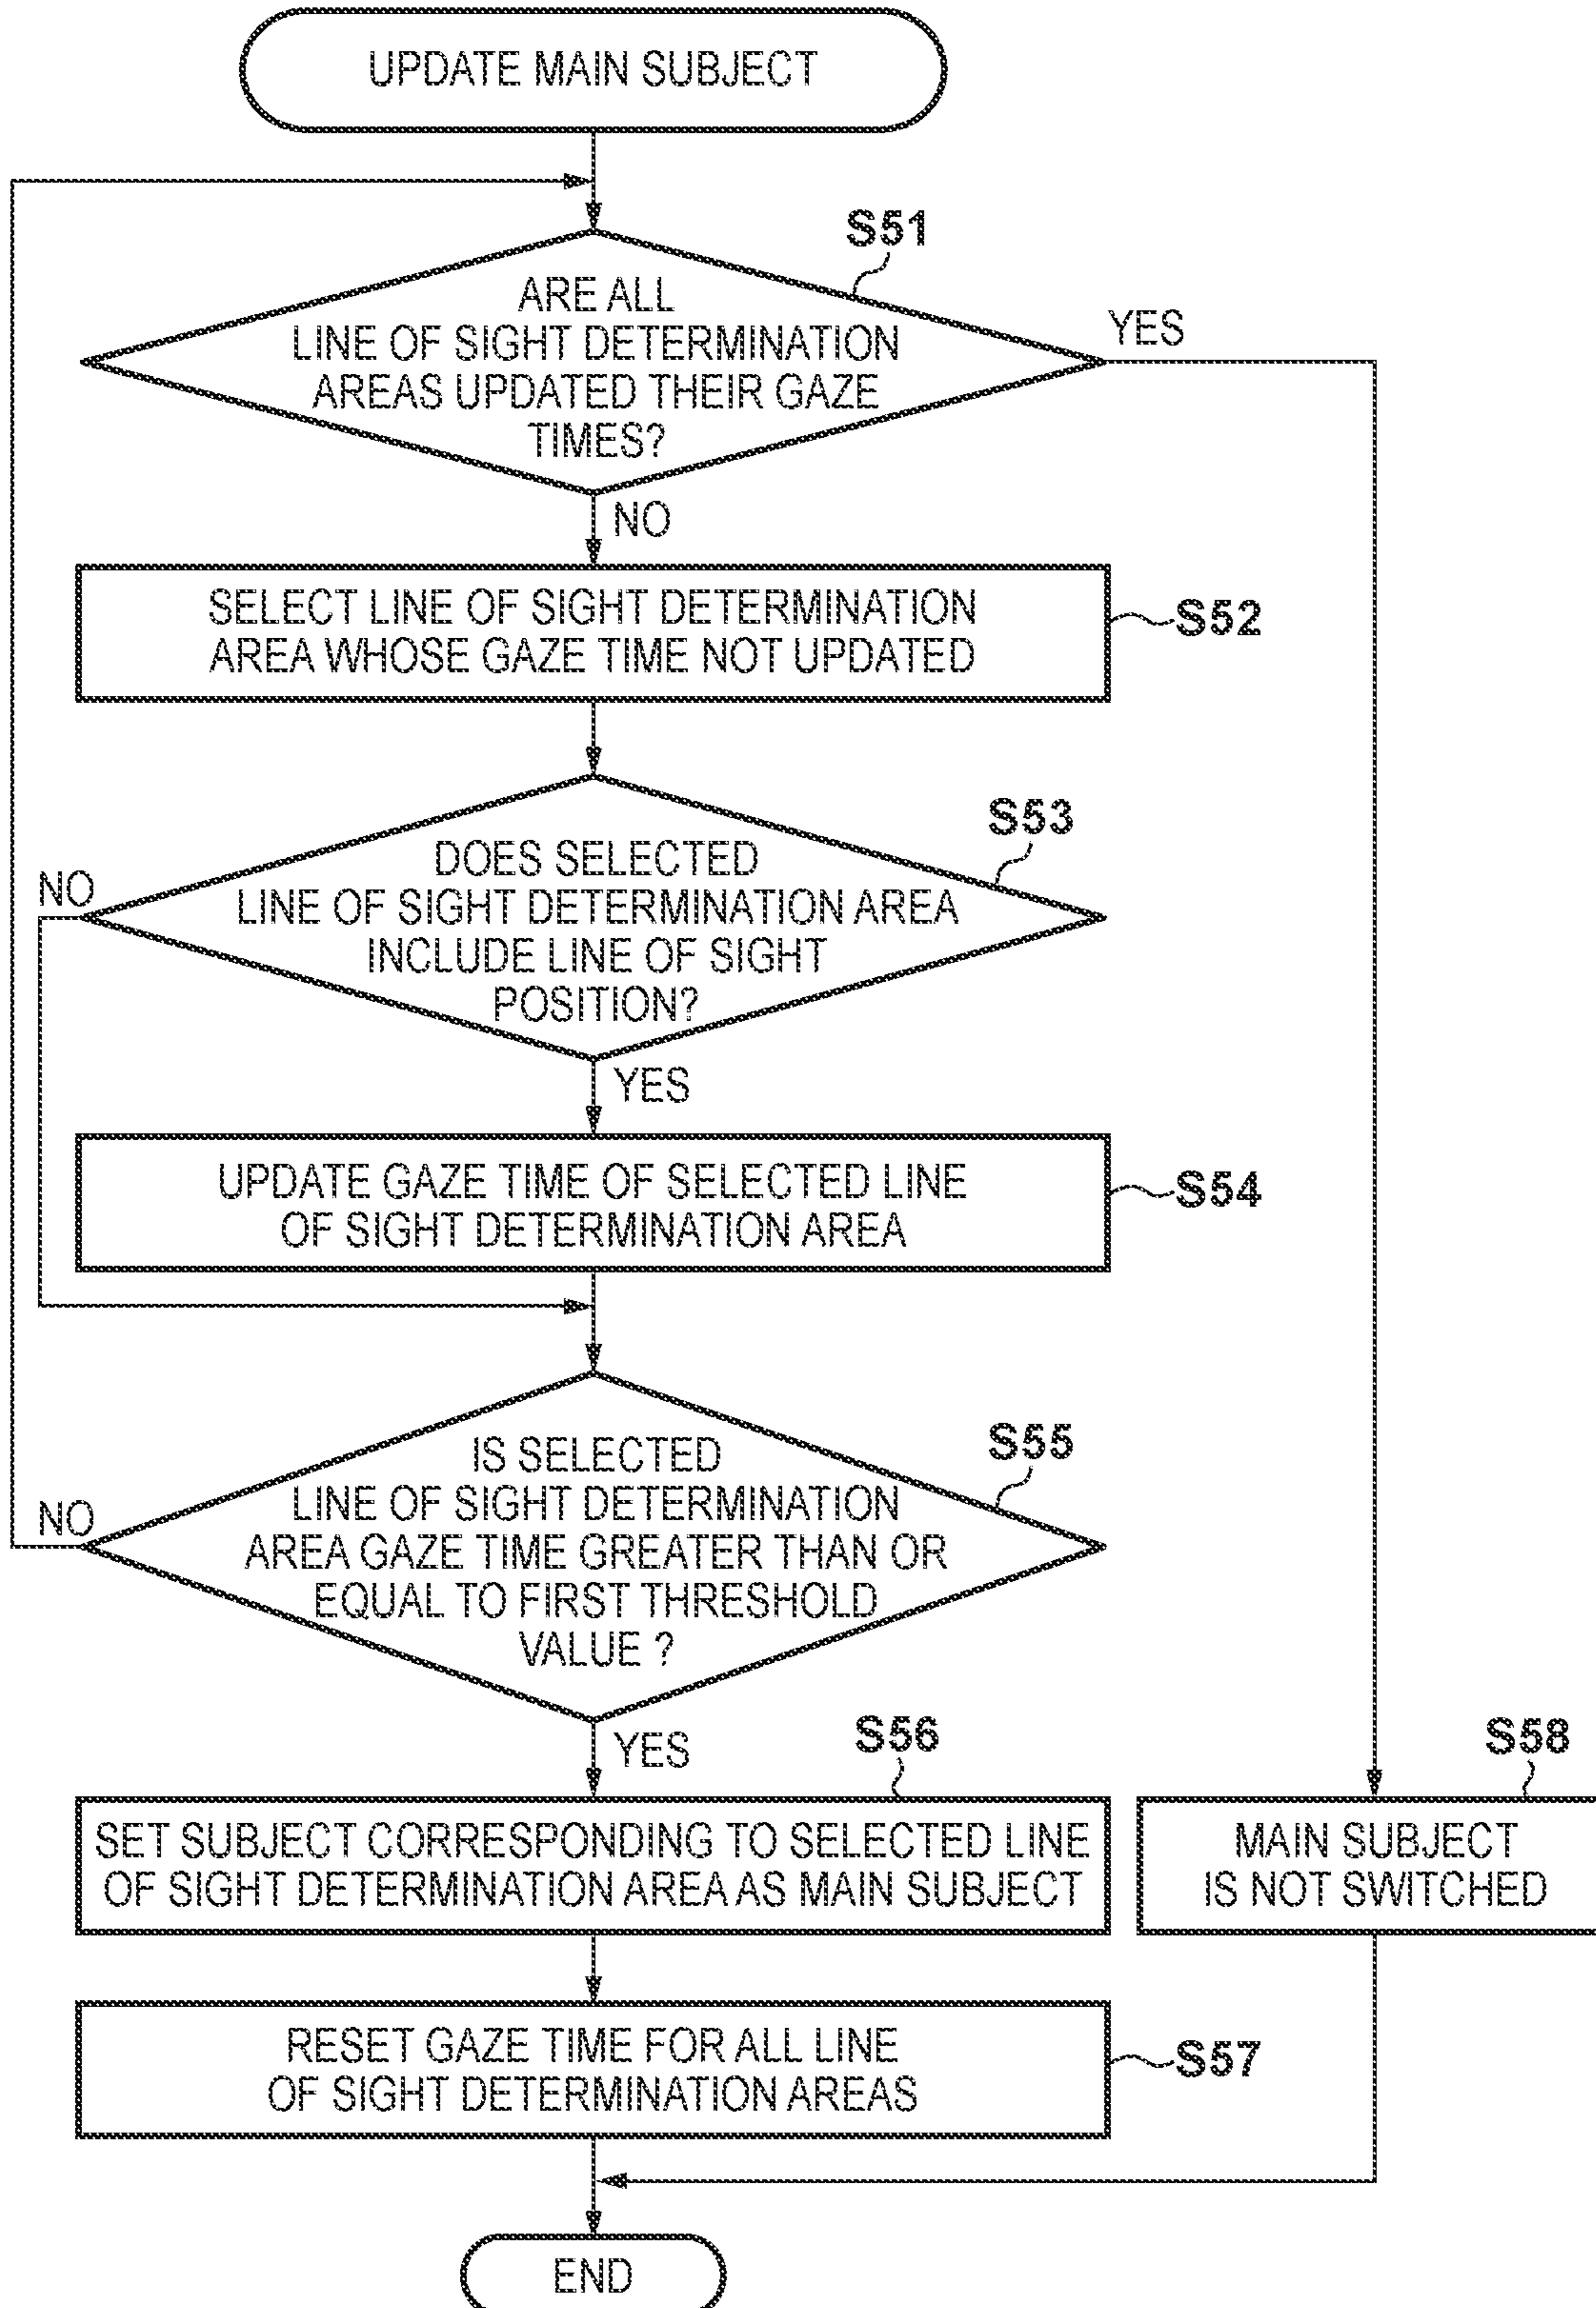 UPDATE MAIN SUBJECT
S51
ARE ALL
LINE OF SIGHT DETERMINATION
AREAS UPDATED THEIR GAZE
TIMES?
YES
NO
SELECT LINE OF SIGHT DETERMINATION
AREA WHOSE GAZE TIME NOT UPDATED
S52
S53
DOES SELECTED
LINE OF SIGHT DETERMINATION AREA
INCLUDE LINE OF SIGHT
POSITION?
NO
YES
UPDATE GAZE TIME OF SELECTED LINE
OF SIGHT DETERMINATION AREA
S54
S55
IS SELECTED
LINE OF SIGHT DETERMINATION
AREA GAZE TIME GREATER THAN OR
EQUAL TO FIRST THRESHOLD
VALUE ?
NO
YES
S56
SET SUBJECT CORRESPONDING TO SELECTED LINE
OF SIGHT DETERMINATION AREA AS MAIN SUBJECT
S58
MAIN SUBJECT
IS NOT SWITCHED
RESET GAZE TIME FOR ALL LINE
OF SIGHT DETERMINATION AREAS
S57
END